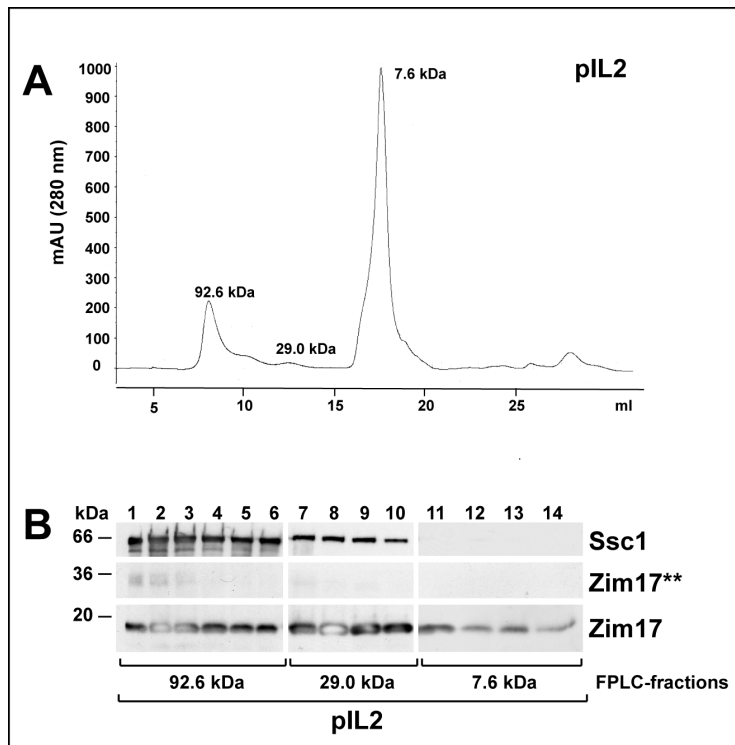 A
pIL2
mAU (280 nm)
1000
900
800
700
600
500
400
300
200
100
0
7.6 kDa
92.6 kDa
29.0 kDa
5 10 15 20 25 ml
B
kDa 1 2 3 4 5 6 7 8 9 10 11 12 13 14
66 Ssc1
36 Zim17**
20 Zim17
92.6 kDa 29.0 kDa 7.6 kDa FPLC-fractions
pIL2